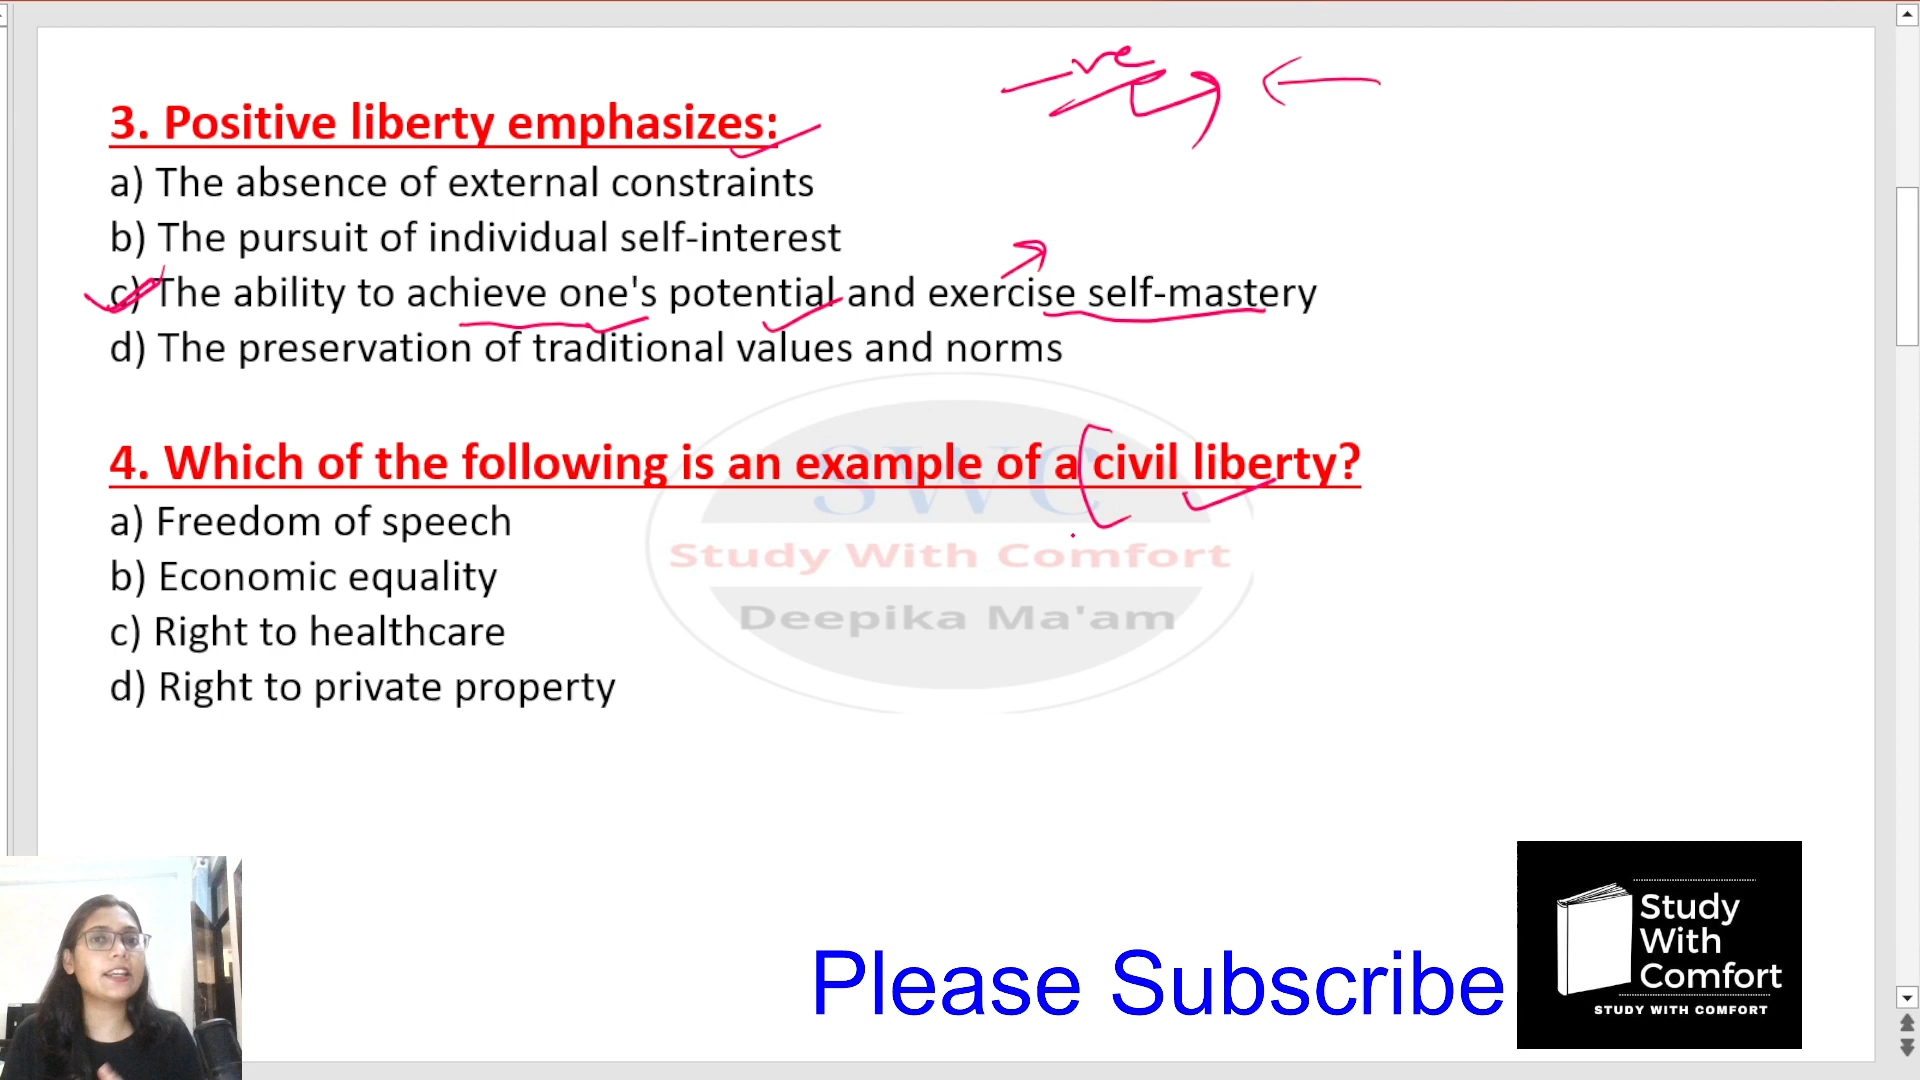 -ve
3. Positive liberty emphasizes:
a) The absence of external constraints
b) The pursuit of individual self-interest
c) The ability to achieve one's potential and exercise self-mastery
d) The preservation of traditional values and norms
4. Which of the following is an example of a civil liberty?
a) Freedom of speech
b) Economic equality
c) Right to healthcare
d) Right to private property
SWC
Study With Comfort
Deepika Ma'am
Please Subscribe
Study
With
Comfort
STUDY WITH COMFORT